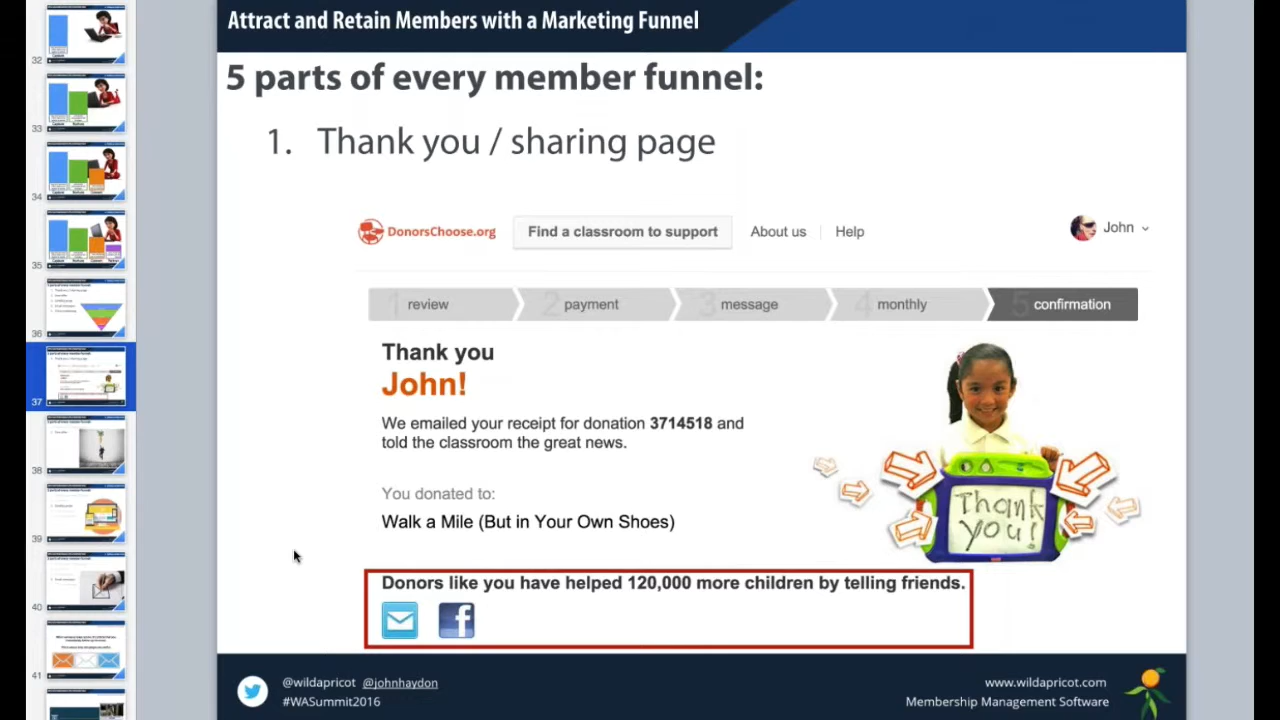 Attract and Retain Members with a Marketing Funnel
5 parts of every member funnel:
1. Thank you / sharing page
DonorsChoose.org
Find a classroom to support
About us
Help
John
review
payment
3 message
4 monthly
5 confirmation
Thank you
John!
We emailed your receipt for donation 3714518 and
told the classroom the great news.
You donated to:
Walk a Mile (But in Your Own Shoes)
Thank
you!
Donors like you have helped 120,000 more children by telling friends.
@wildapricot @johnhaydon
#WASummit2016
www.wildapricot.com
Membership Management Software
32
33
34
35
36
37
38
39
40
41